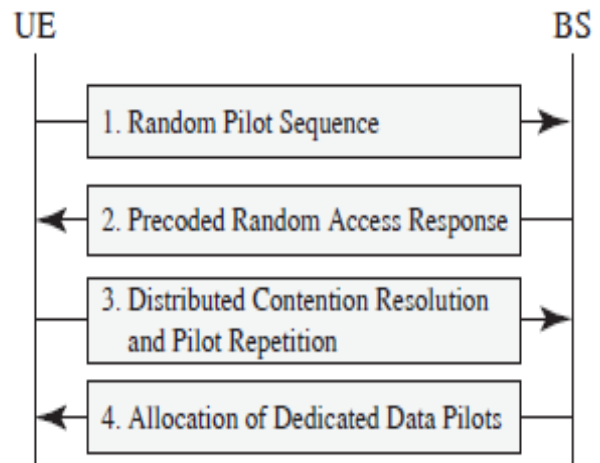 UE BS
1. Random Pilot Sequence
2. Precoded Random Access Response
3. Distributed Contention Resolution
and Pilot Repetition
4. Allocation of Dedicated Data Pilots